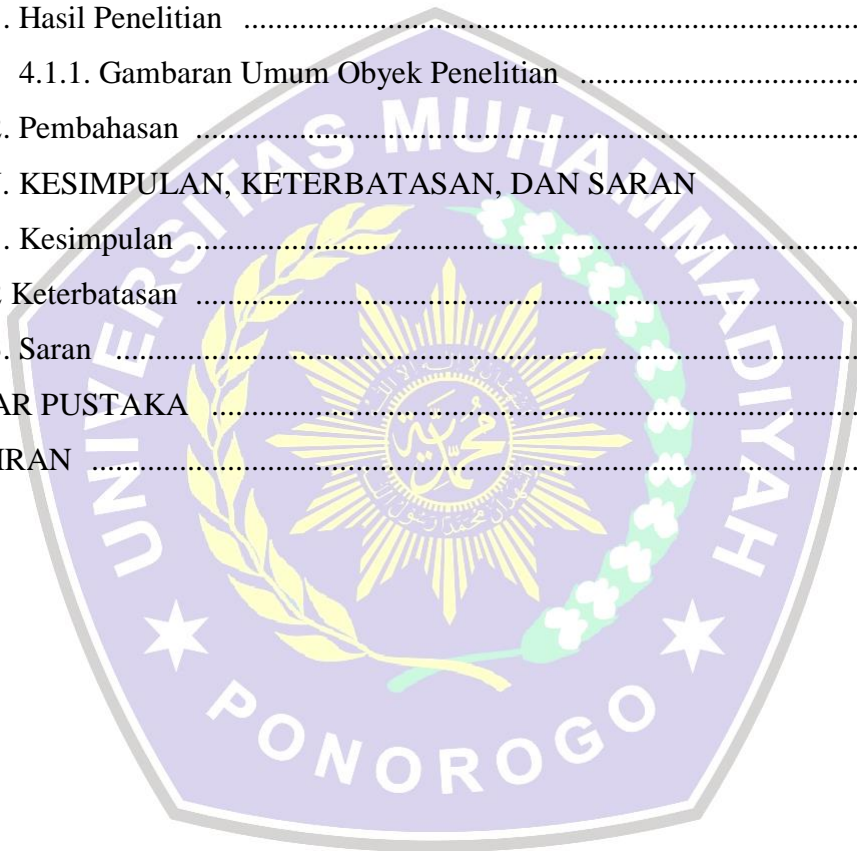 . Hasil Penelitian ...............................................................................
4.1.1. Gambaran Umum Obyek Penelitian ....................................
. Pembahasan ......................................................................................
. KESIMPULAN, KETERBATASAN, DAN SARAN
. Kesimpulan ......................................................................................
Keterbatasan ......................................................................................
. Saran ................................................................................................
AR PUSTAKA ....................................................................................
IRAN ..................................................................................................
UNIVERSITAS MUHAMMADIYAH
PONOROGO
محمدية